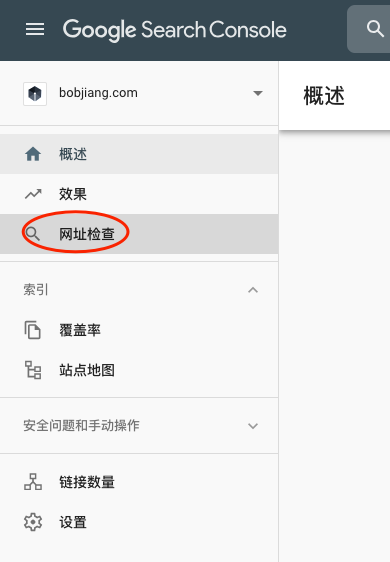 Google Search Console
bobjiang.com
概述
概述
效果
网址检查
索引
覆盖率
站点地图
安全问题和手动操作
链接数量
设置